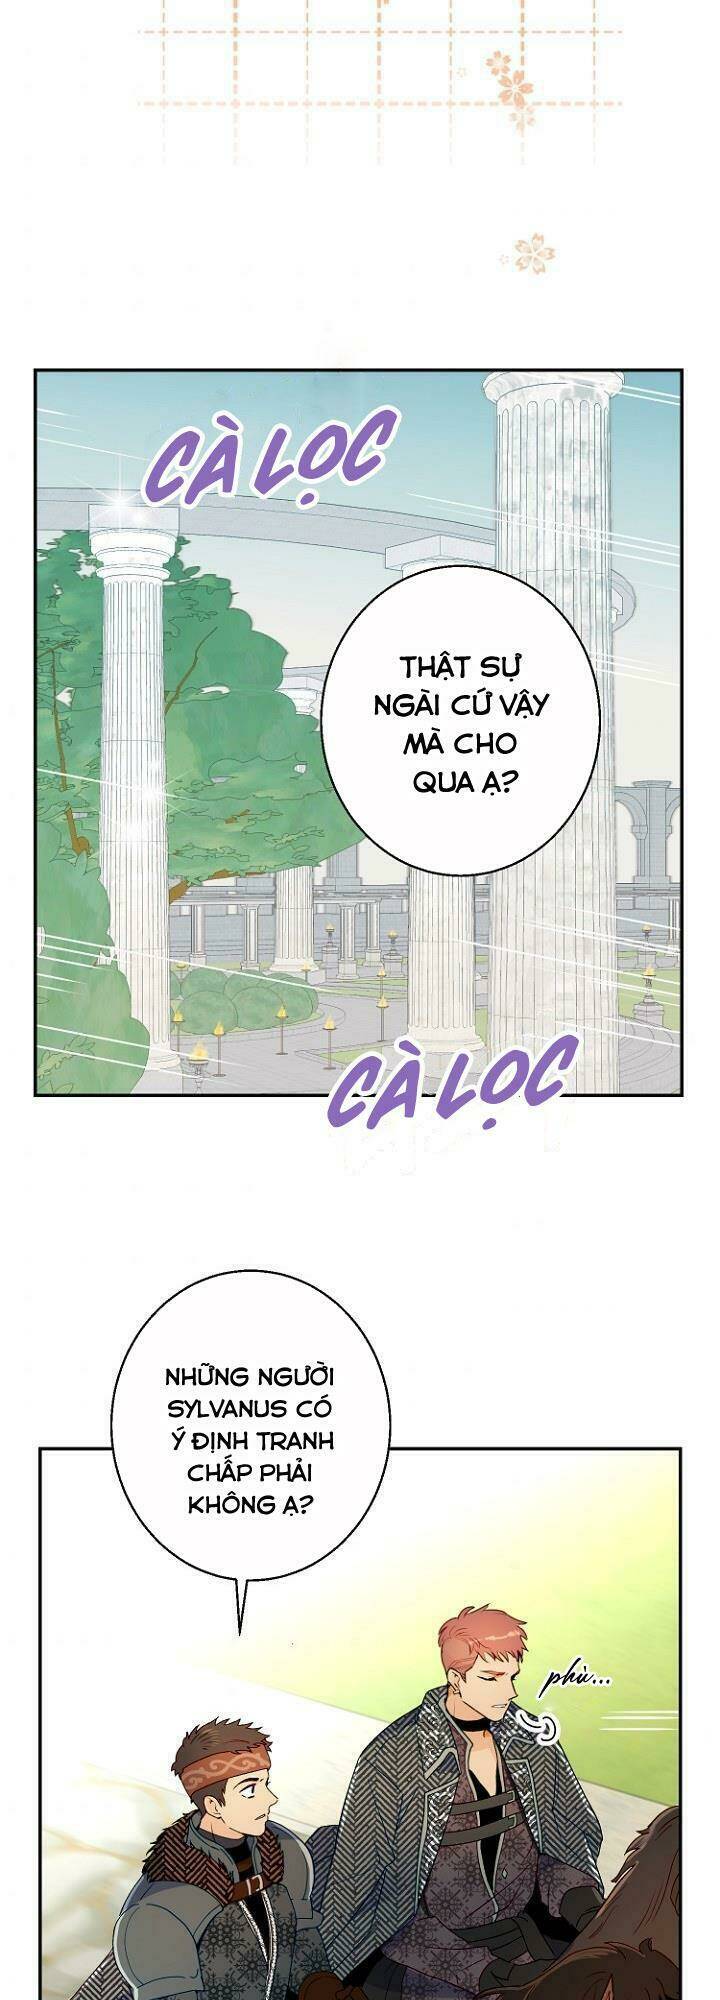 CÀ LỌC
THẬT SỰ
NGÀI CỨ VẬY
MÀ CHO
QUA Ạ?
CÀ LỌC
NHỮNG NGƯỜI
SYLVANUS CÓ
Ý ĐỊNH TRANH
CHẤP PHẢI
KHÔNG Ạ?
phù...